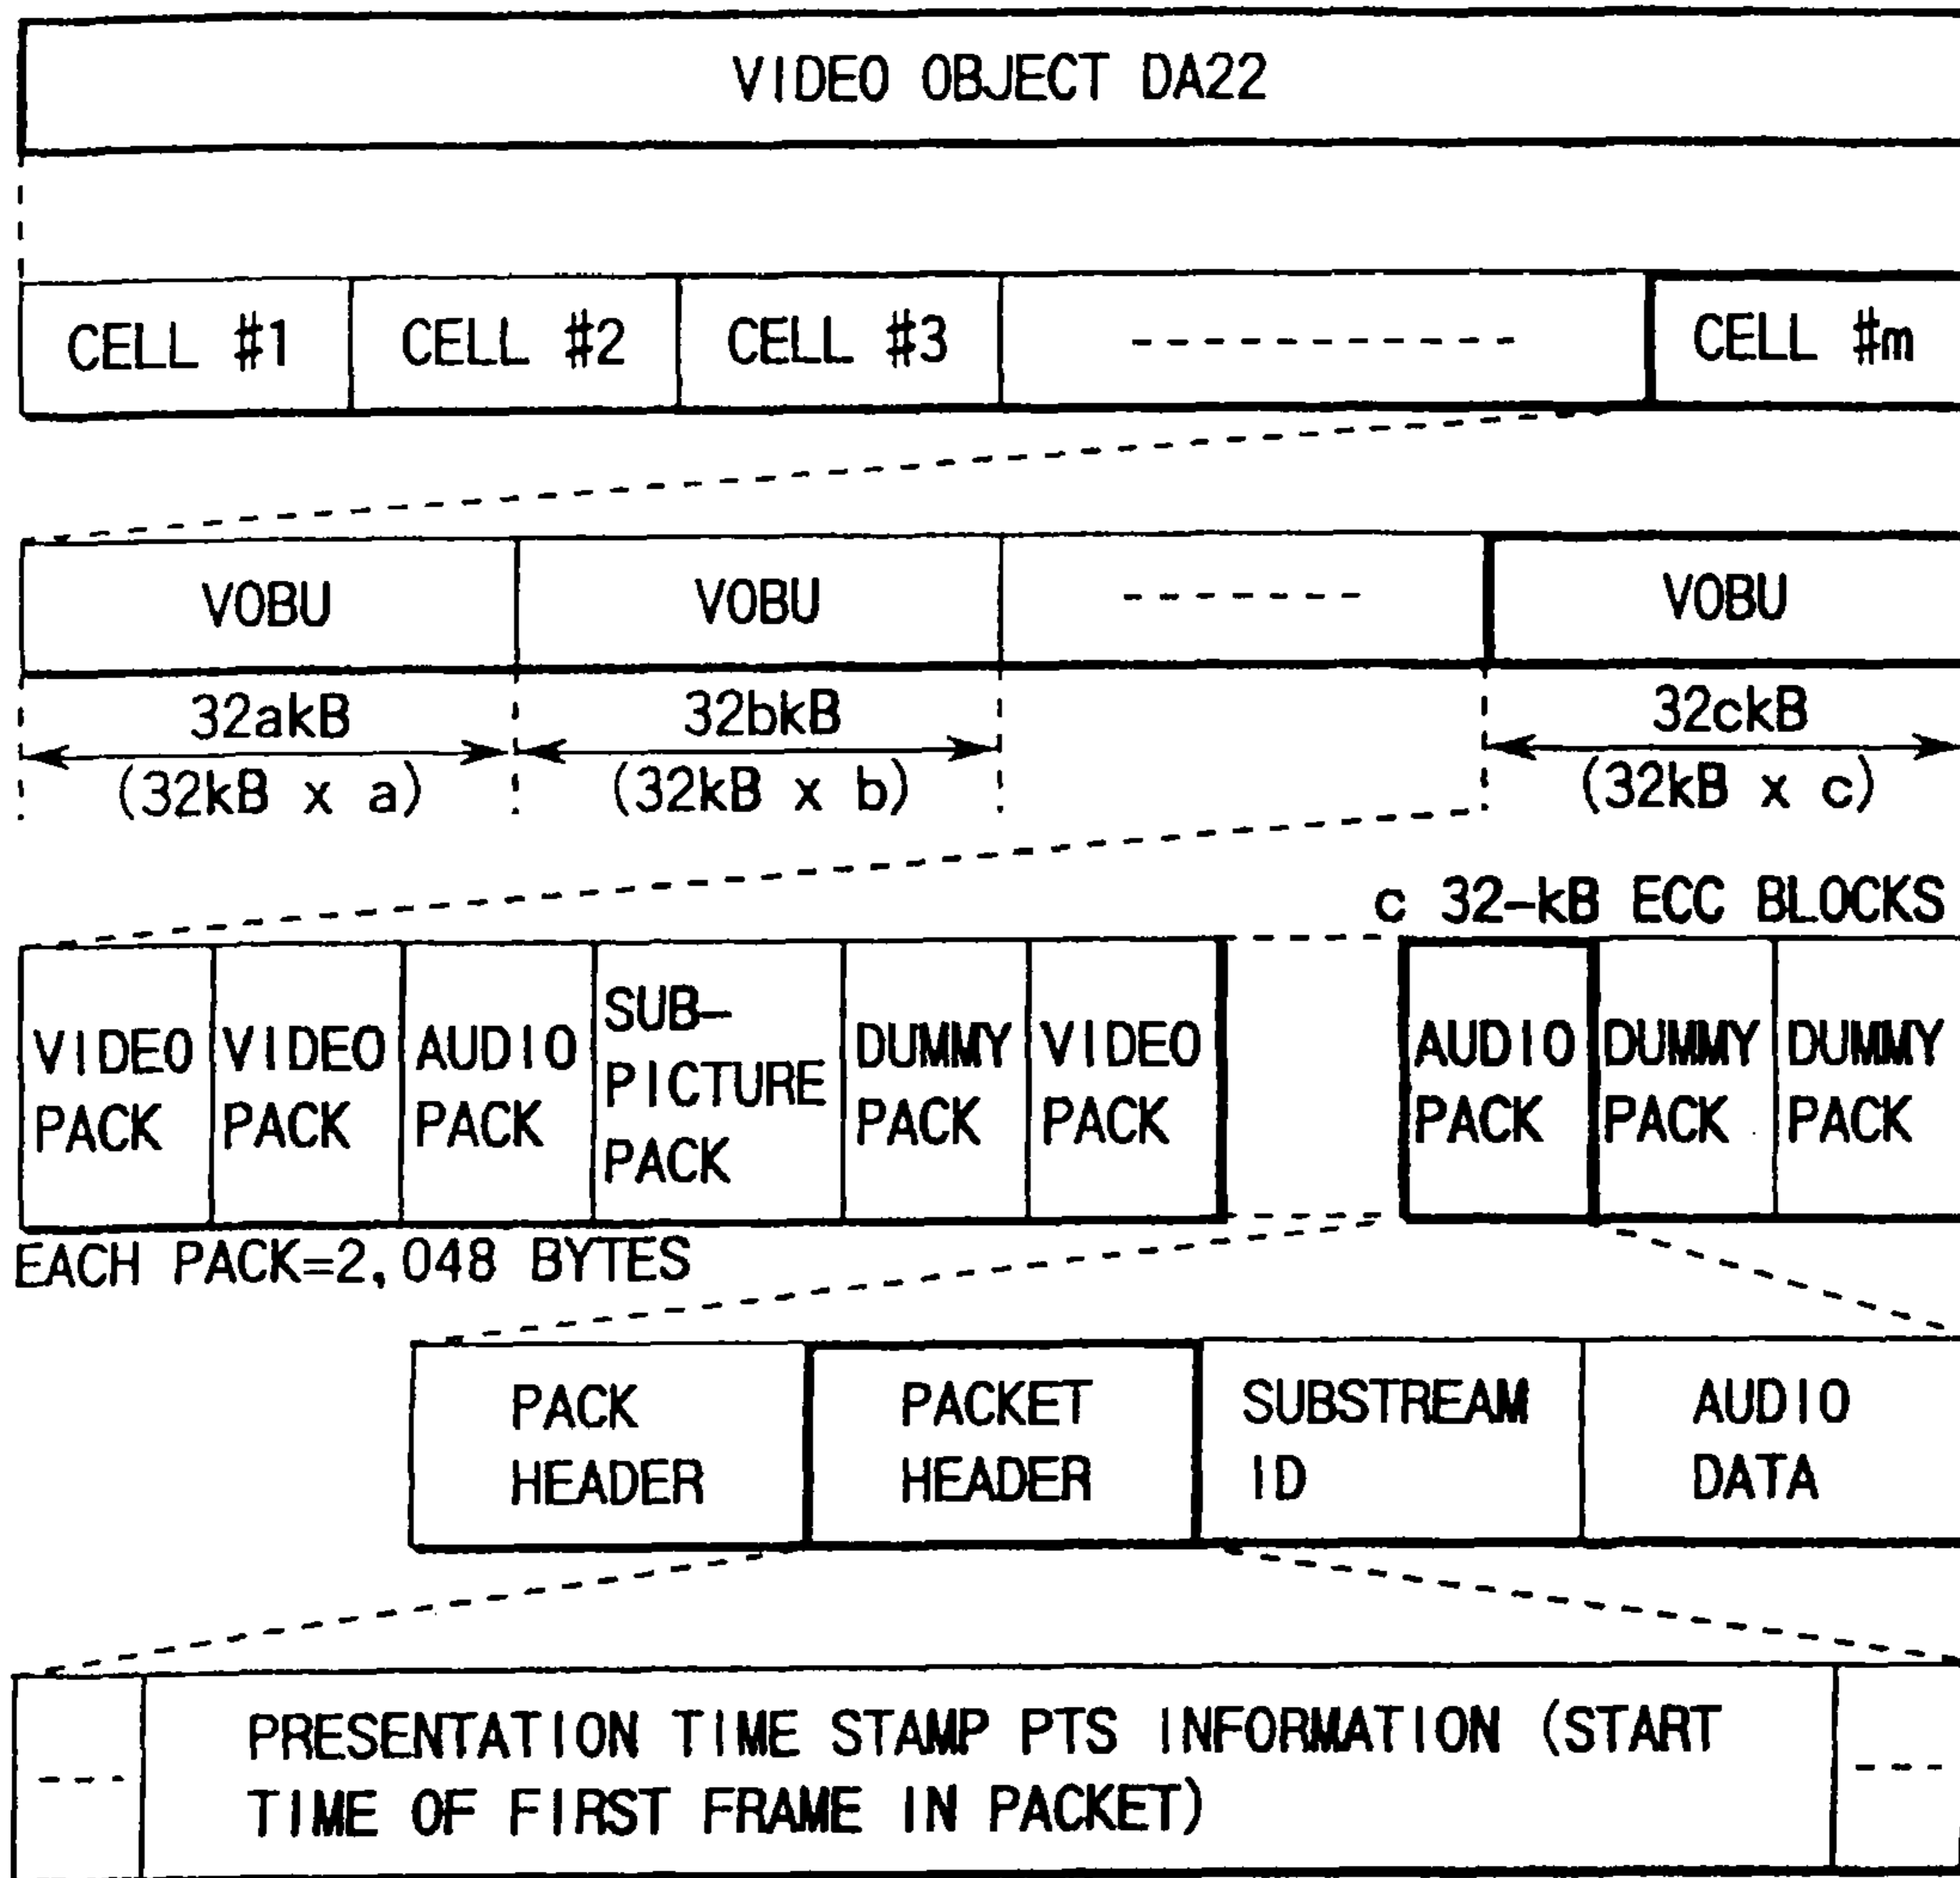 VIDEO OBJECT DA22
CELL #1 CELL #2 CELL #3 ----------- CELL #m
VOBU VOBU ------- VOBU
32akB 32bkB 32ckB
(32kB x a) (32kB x b) (32kB x c)
c 32-kB ECC BLOCKS
VIDEO PACK
VIDEO PACK
AUDIO PACK
SUB-
PICTURE
PACK
DUMMY PACK
VIDEO PACK
AUDIO PACK
DUMMY PACK
DUMMY PACK
EACH PACK=2,048 BYTES
PACK HEADER
PACKET HEADER
SUBSTREAM ID
AUDIO DATA
--- PRESENTATION TIME STAMP PTS INFORMATION (START
TIME OF FIRST FRAME IN PACKET) ---